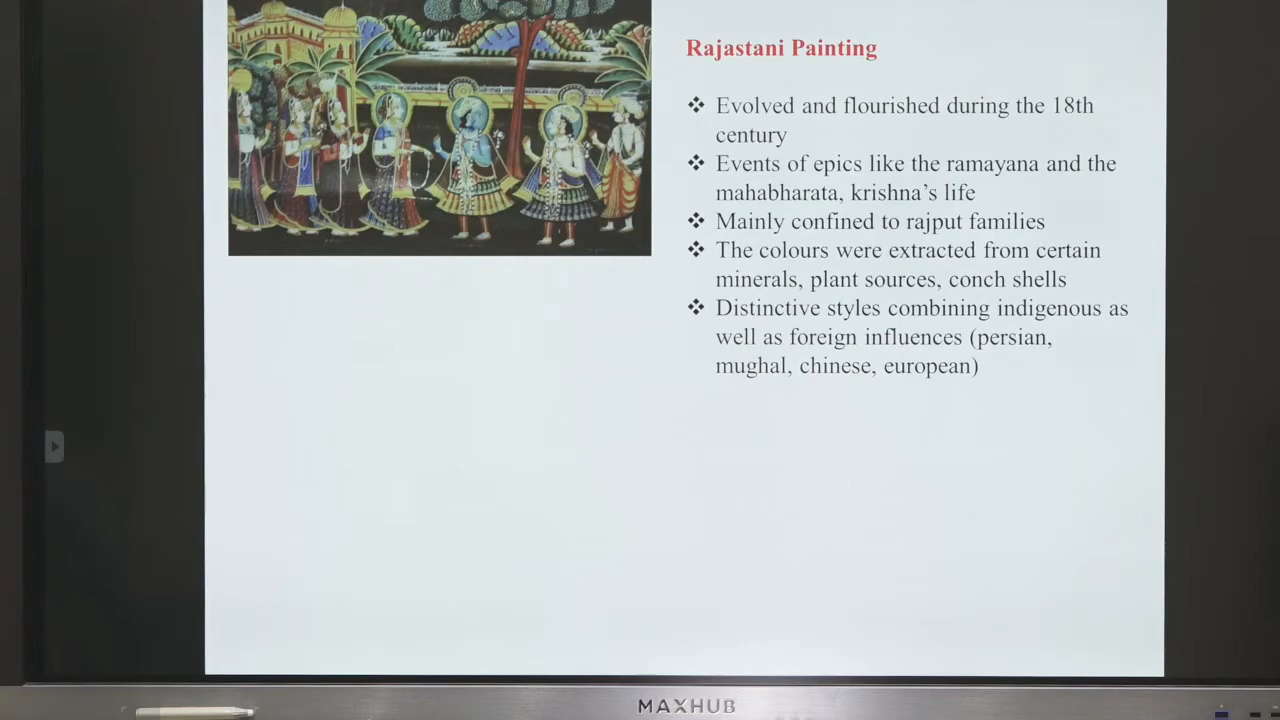 Rajastani Painting
❖ Evolved and flourished during the 18th
century
❖ Events of epics like the ramayana and the
mahabharata, krishna's life
❖ Mainly confined to rajput families
❖ The colours were extracted from certain
minerals, plant sources, conch shells
❖ Distinctive styles combining indigenous as
well as foreign influences (persian,
mughal, chinese, european)
MAXHUB